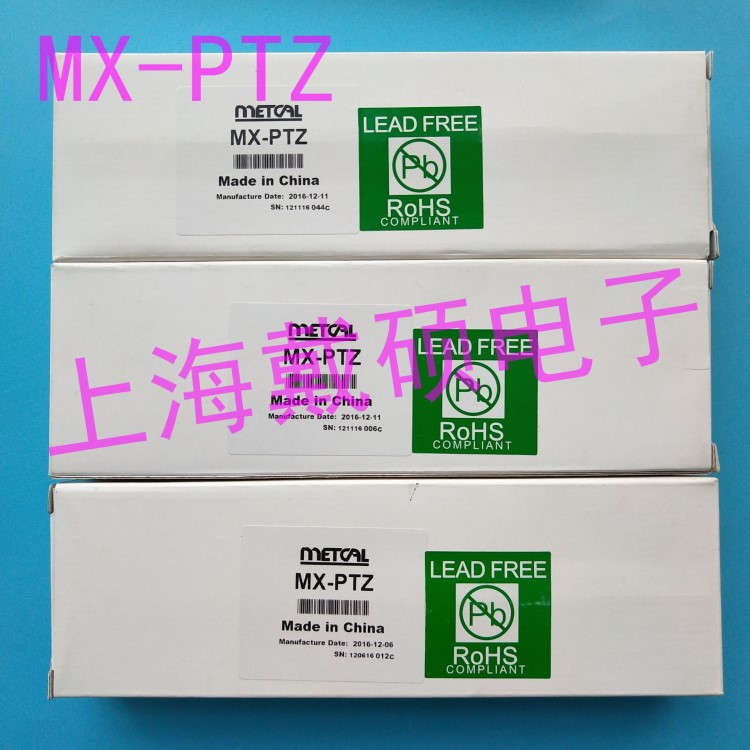 MX-PTZ
METCAL
MX-PTZ
Made in China
Manufacture Date: 2016-12-11
SN: 121116 044c
LEAD FREE
Pb
RoHS
COMPLIANT
METCAL
MX-PTZ
Made in China
Manufacture Date: 2016-12-11
SN: 121116 006c
LEAD FREE
Pb
RoHS
COMPLIANT
上海戴硕电子
METCAL
MX-PTZ
Made in China
Manufacture Date: 2016-12-06
SN: 120616 012c
LEAD FREE
Pb
RoHS
COMPLIANT